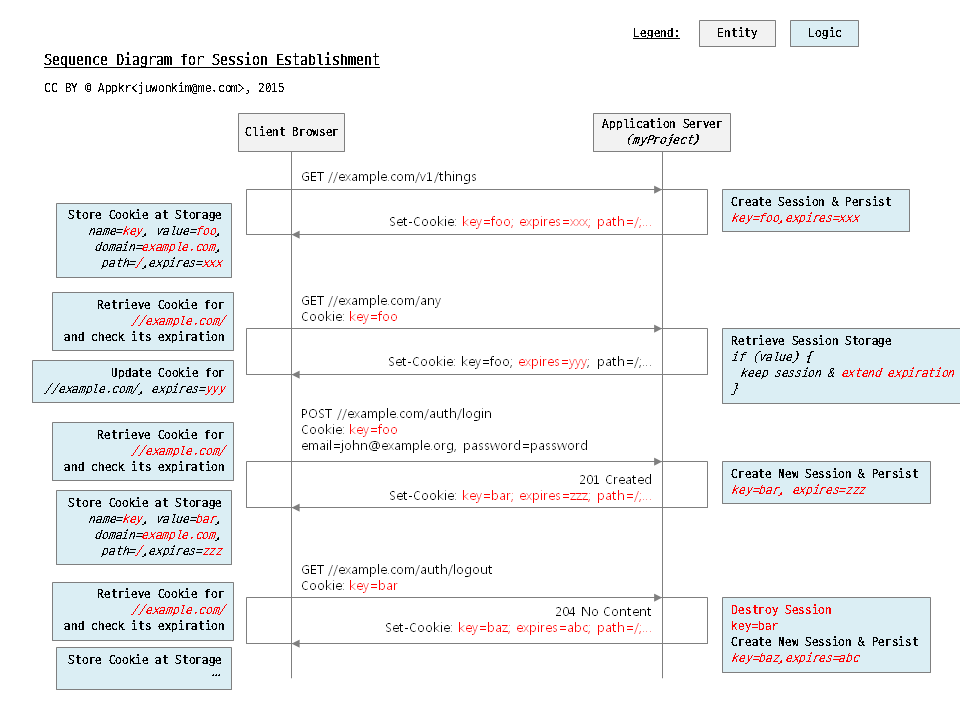 Legend: Entity Logic
Sequence Diagram for Session Establishment
CC BY © Appkr<juwonkim@me.com>, 2015
Client Browser
Application Server
(myProject)
GET //example.com/v1/things
Set-Cookie: key=foo; expires=xxx; path=/;...
Create Session & Persist
key=foo,expires=xxx
Store Cookie at Storage
name=key, value=foo,
domain=example.com,
path=/,expires=xxx
Retrieve Cookie for
//example.com/
and check its expiration
GET //example.com/any
Cookie: key=foo
Set-Cookie: key=foo; expires=yyy; path=/;...
Retrieve Session Storage
if (value) {
keep session & extend expiration
}
Update Cookie for
//example.com/, expires=yyy
POST //example.com/auth/login
Cookie: key=foo
email=john@example.org, password=password
Retrieve Cookie for
//example.com/
and check its expiration
201 Created
Set-Cookie: key=bar; expires=zzz; path=/;...
Create New Session & Persist
key=bar, expires=zzz
Store Cookie at Storage
name=key, value=bar,
domain=example.com,
path=/,expires=zzz
GET //example.com/auth/logout
Cookie: key=bar
Retrieve Cookie for
//example.com/
and check its expiration
204 No Content
Set-Cookie: key=baz; expires=abc; path=/;...
Destroy Session
key=bar
Create New Session & Persist
key=baz,expires=abc
Store Cookie at Storage
…